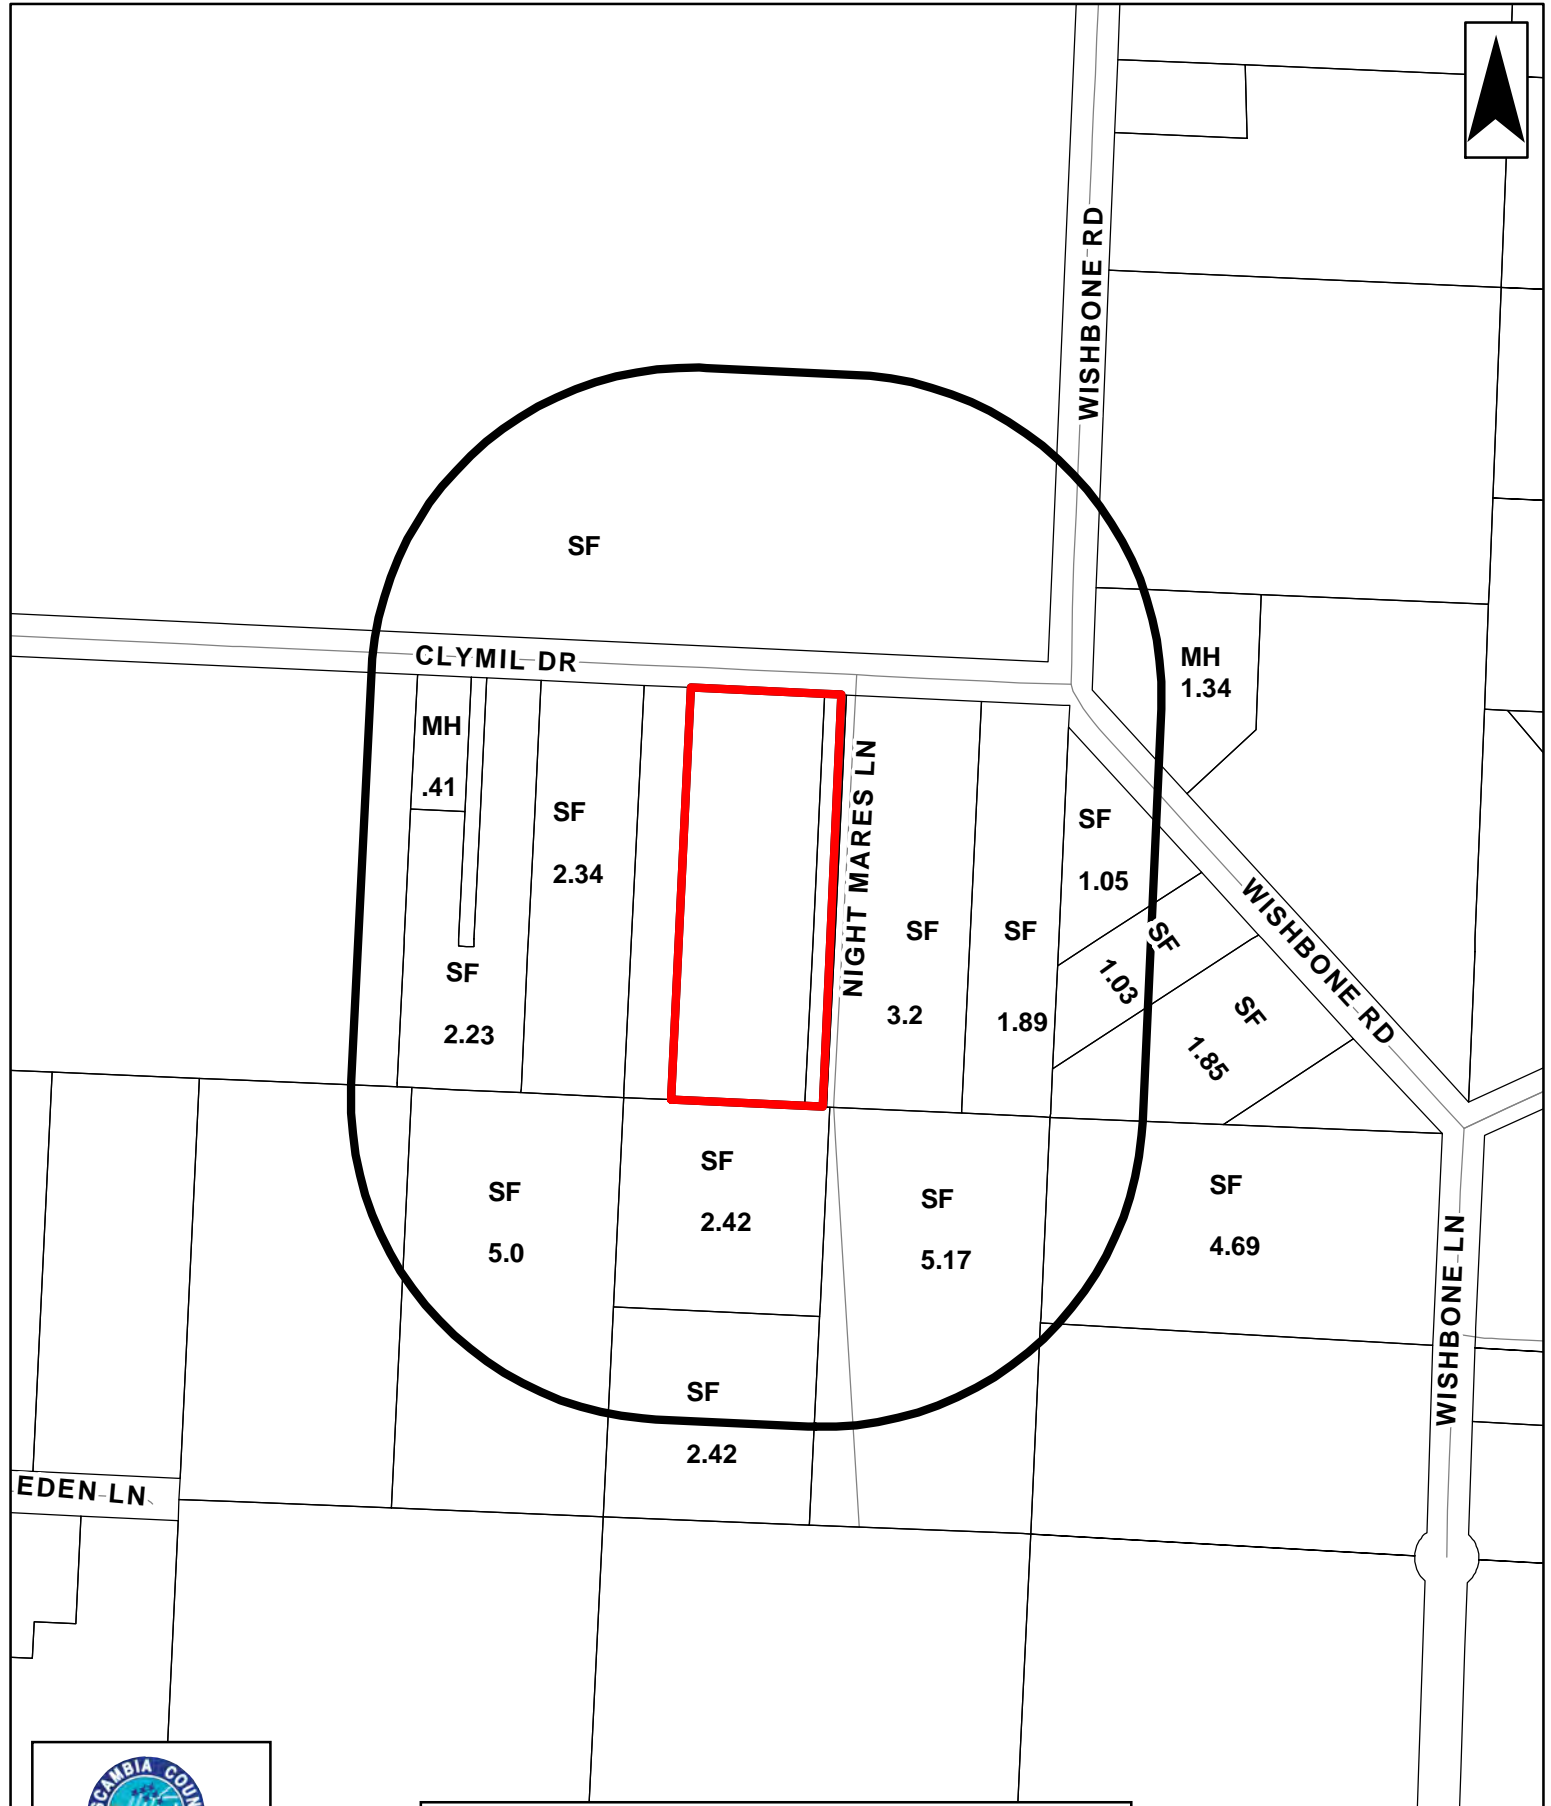 WISHBONE RD
SF
CLYMIL DR
MH
1.34
MH
.41
SF
2.34
NIGHT MARES LN
SF
1.05
WISHBONE RD
SF
3.2
SF
1.89
SF
1.03
SF
2.23
SF
1.85
SF
2.42
SF
5.0
SF
5.17
SF
4.69
WISHBONE LN
SF
2.42
EDEN LN
CAMBIA COUN